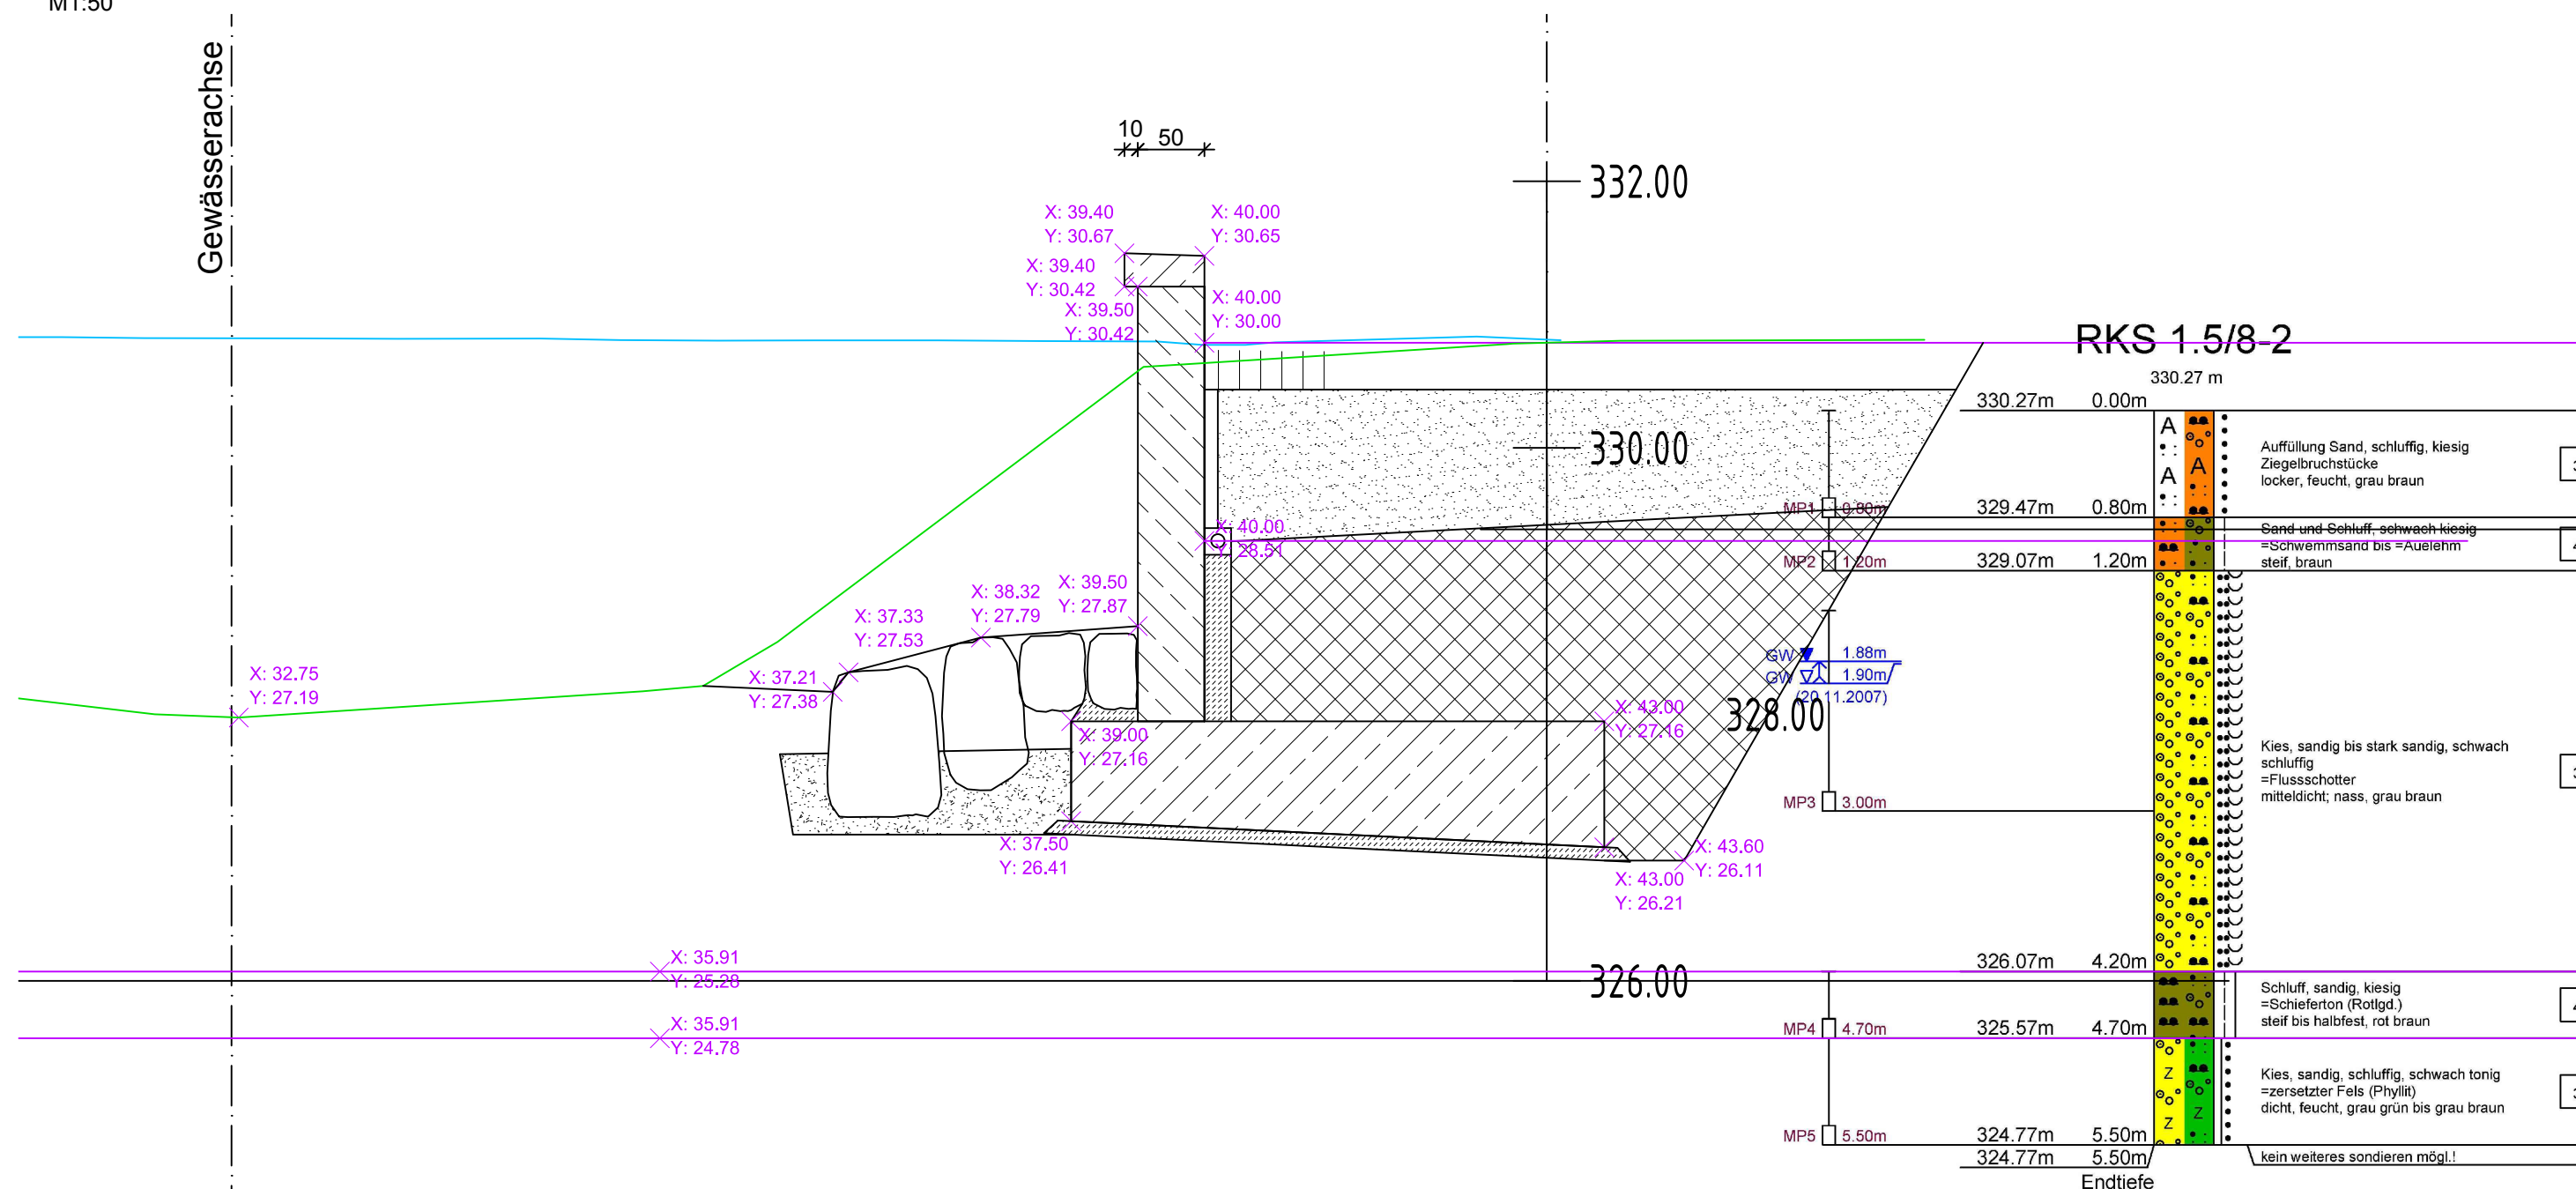 M1:50
Gewässerachse
10 50
332.00
X: 39.40
Y: 30.67
X: 40.00
Y: 30.65
X: 39.40
Y: 30.42
X: 39.50
Y: 30.42
X: 40.00
Y: 30.00
330.00
X: 40.00
Y: 28.51
X: 39.50
Y: 27.87
X: 38.32
Y: 27.79
X: 37.33
Y: 27.53
X: 37.21
Y: 27.38
X: 32.75
Y: 27.19
X: 39.00
Y: 27.16
X: 43.00
Y: 27.16
328.00
X: 37.50
Y: 26.41
X: 43.60
Y: 26.11
X: 43.00
Y: 26.21
X: 35.91
Y: 25.28
326.00
X: 35.91
Y: 24.78
RKS 1.5/8-2
330.27 m
330.27m 0.00m
A
A
A
Auffüllung Sand, schluffig, kiesig
Ziegelbruchstücke
locker, feucht, grau braun
MP1 0.80m
329.47m 0.80m
Sand und Schluff, schwach kiesig
=Schwemmsand bis =Auelehm
steif, braun
MP2 1.20m
329.07m 1.20m
GW 1.88m
GW 1.90m
(20.11.2007)
Kies, sandig bis stark sandig, schwach
schluffig
=Flussschotter
mitteldicht; nass, grau braun
MP3 3.00m
326.07m 4.20m
Schluff, sandig, kiesig
=Schieferton (Rotlgd.)
steif bis halbfest, rot braun
MP4 4.70m
325.57m 4.70m
Z
Z
Z
Kies, sandig, schluffig, schwach tonig
=zersetzter Fels (Phyllit)
dicht, feucht, grau grün bis grau braun
MP5 5.50m
324.77m 5.50m
324.77m 5.50m
Endtiefe
kein weiteres sondieren mögl.!